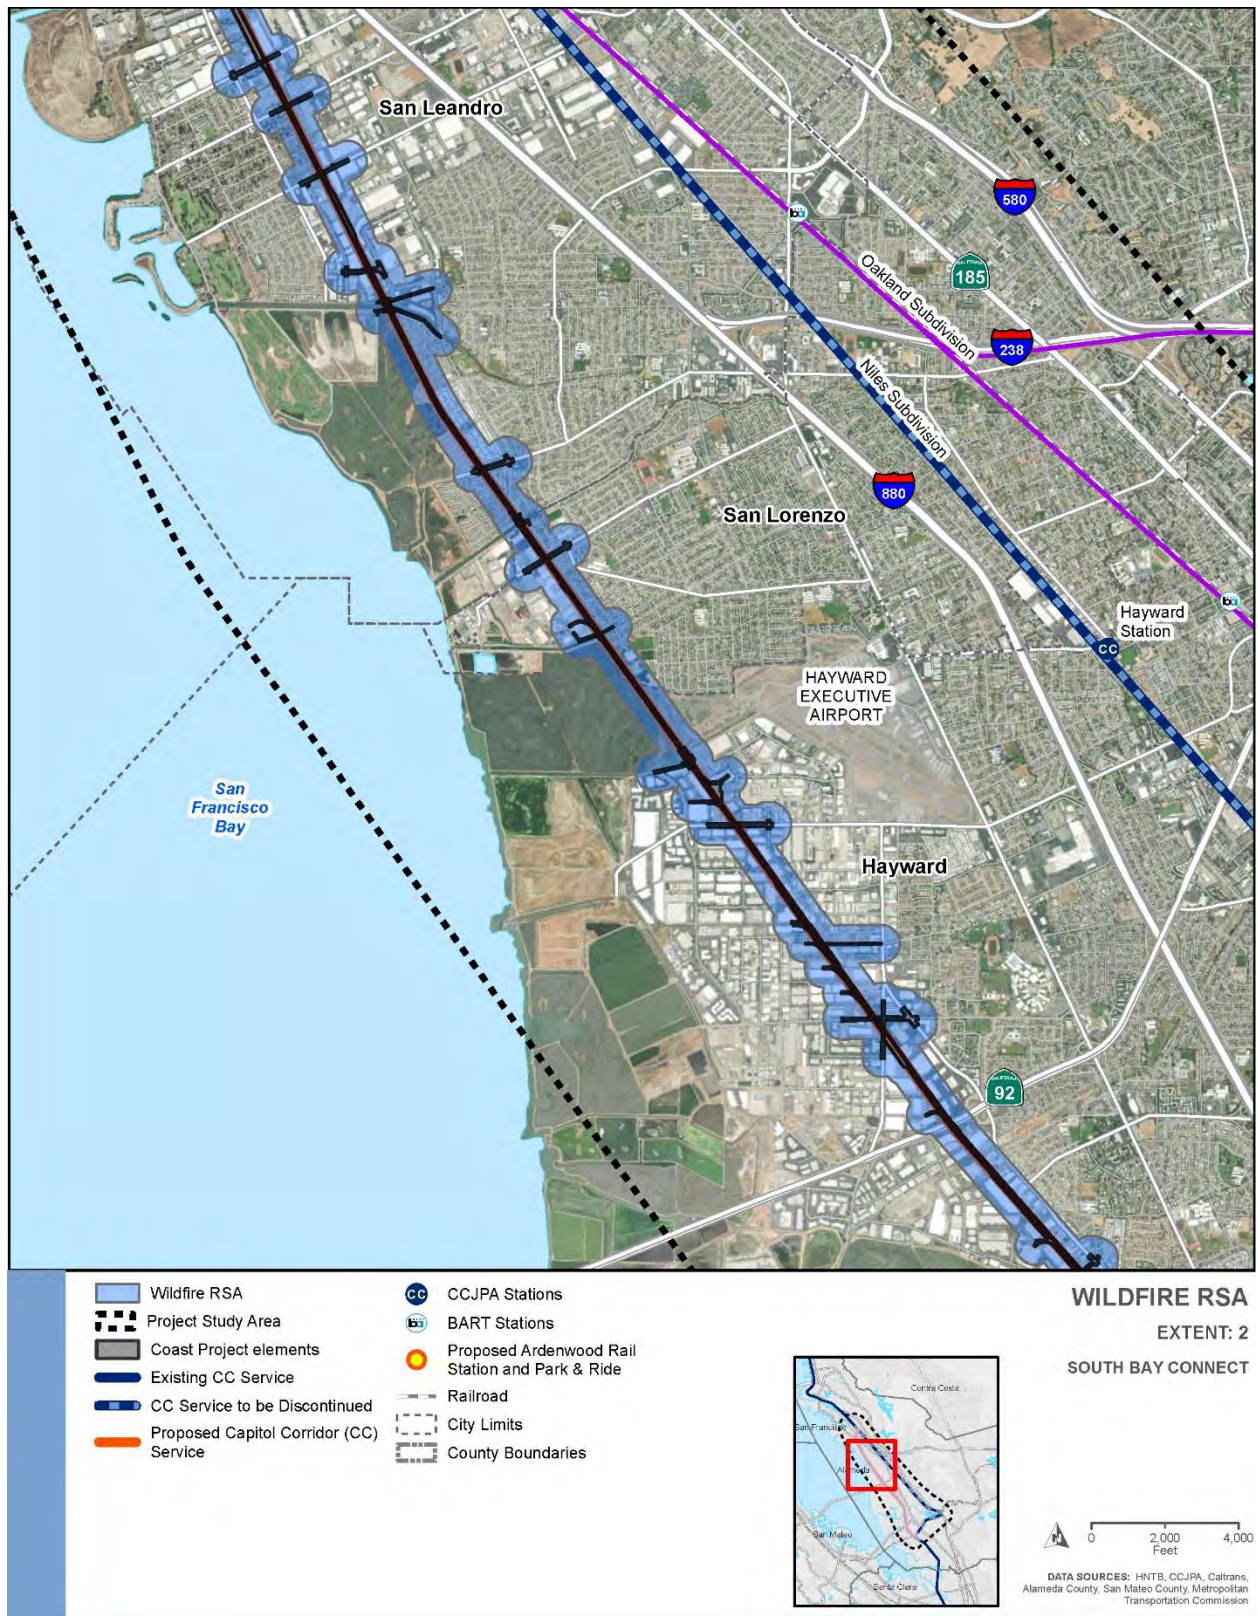 San Leandro
580
CALIFORNIA
185
Oakland Subdivision
238
Niles Subdivision
880
San Lorenzo
Hayward
Station
CC
HAYWARD
EXECUTIVE
AIRPORT
San
Francisco
Bay
Hayward
CALIFORNIA
92
Wildfire RSA
Project Study Area
Coast Project elements
Existing CC Service
CC Service to be Discontinued
Proposed Capitol Corridor (CC)
Service
CC CCJPA Stations
ba BART Stations
Proposed Ardenwood Rail
Station and Park & Ride
Railroad
City Limits
County Boundaries
Contra Costa
San Francisco
Alameda
San Mateo
Santa Clara
WILDFIRE RSA
EXTENT: 2
SOUTH BAY CONNECT
N
0 2,000 4,000
Feet
DATA SOURCES: HNTB, CCJPA, Caltrans,
Alameda County, San Mateo County, Metropolitan
Transportation Commission